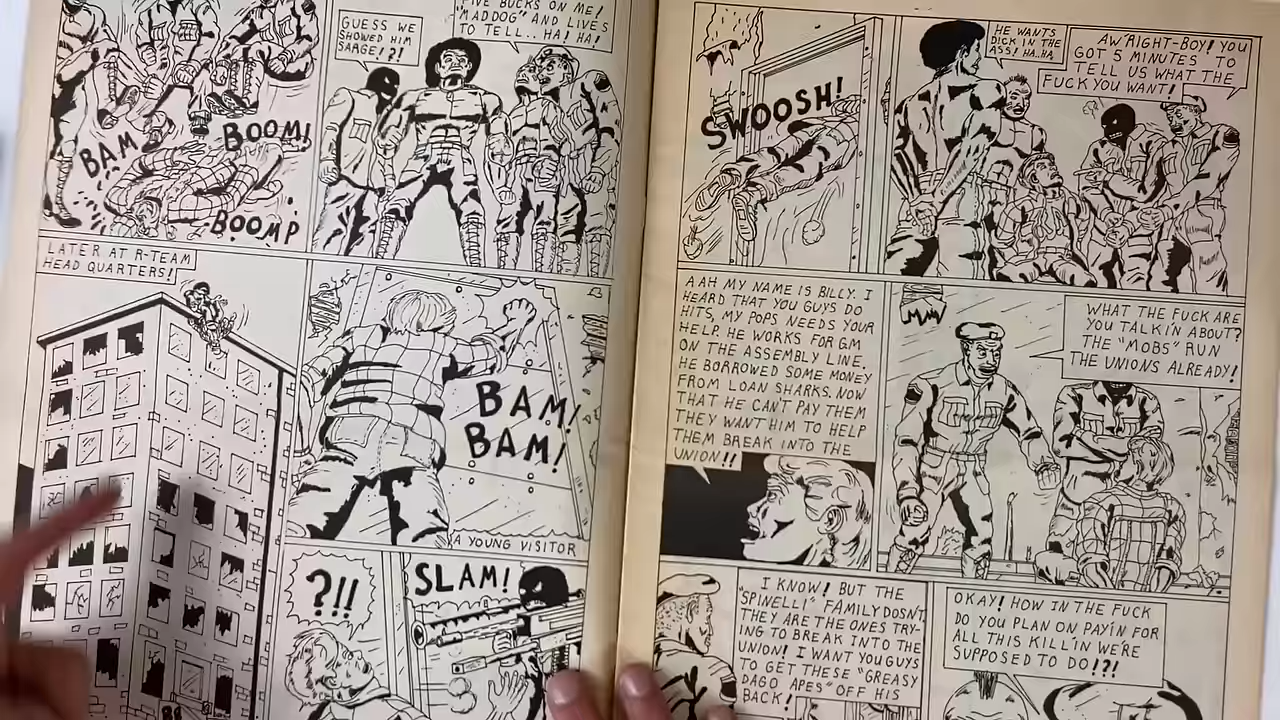 BAM
BOOM!
BOOMP
GUESS WE
SHOWED HIM
SARGE!?!
FIVE BUCKS ON ME!
"MADDOG" AND LIVES
TO TELL.. HA! HA!
LATER AT R-TEAM
HEAD QUARTERS!
BAM!
BAM!
A YOUNG VISITOR
?!!
SLAM!
SWOOSH!
HE WANTS
DICK IN THE
ASS! HA..HA.
AW'RIGHT-BOY! YOU
GOT 5 MINUTES TO
TELL US WHAT THE
FUCK YOU WANT!
AAH MY NAME IS BILLY. I
HEARD THAT YOU GUYS DO
HITS, MY POPS NEEDS YOUR
HELP. HE WORKS FOR GM
ON THE ASSEMBLY LINE.
HE BORROWED SOME MONEY
FROM LOAN SHARKS. NOW
THAT HE CAN'T PAY THEM
THEY WANT HIM TO HELP
THEM BREAK INTO THE
UNION!!
WHAT THE FUCK ARE
YOU TALKIN ABOUT?
THE "MOBS" RUN
THE UNIONS ALREADY!
I KNOW! BUT THE
"SPINELLI" FAMILY DOSN'T
THEY ARE THE ONES TRY-
ING TO BREAK INTO THE
UNION! I WANT YOU GUYS
TO GET THESE "GREASY
DAGO APES" OFF HIS
BACK!
OKAY! HOW IN THE FUCK
DO YOU PLAN ON PAYIN FOR
ALL THIS KILLIN WE'RE
SUPPOSED TO DO!?!